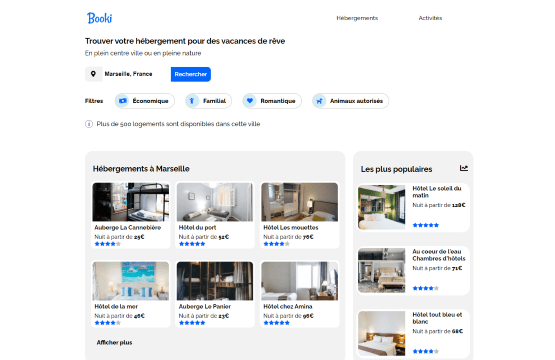 Booki
Hébergements
Activités
Trouver votre hébergement pour des vacances de rêve
En plein centre ville ou en pleine nature
Marseille, France
Rechercher
Filtres
Économique
Familial
Romantique
Animaux autorisés
Plus de 500 logements sont disponibles dans cette ville
Hébergements à Marseille
Auberge La Cannebière
Nuit à partir de 25€
Hôtel du port
Nuit à partir de 52€
Hôtel Les mouettes
Nuit à partir de 76€
Hôtel de la mer
Nuit à partir de 46€
Auberge Le Panier
Nuit à partir de 23€
Hôtel chez Amina
Nuit à partir de 96€
Afficher plus
Les plus populaires
Hôtel Le soleil du
matin
Nuit à partir de 128€
Au coeur de l'eau
Chambres d'hôtels
Nuit à partir de 71€
Hôtel tout bleu et
blanc
Nuit à partir de 68€